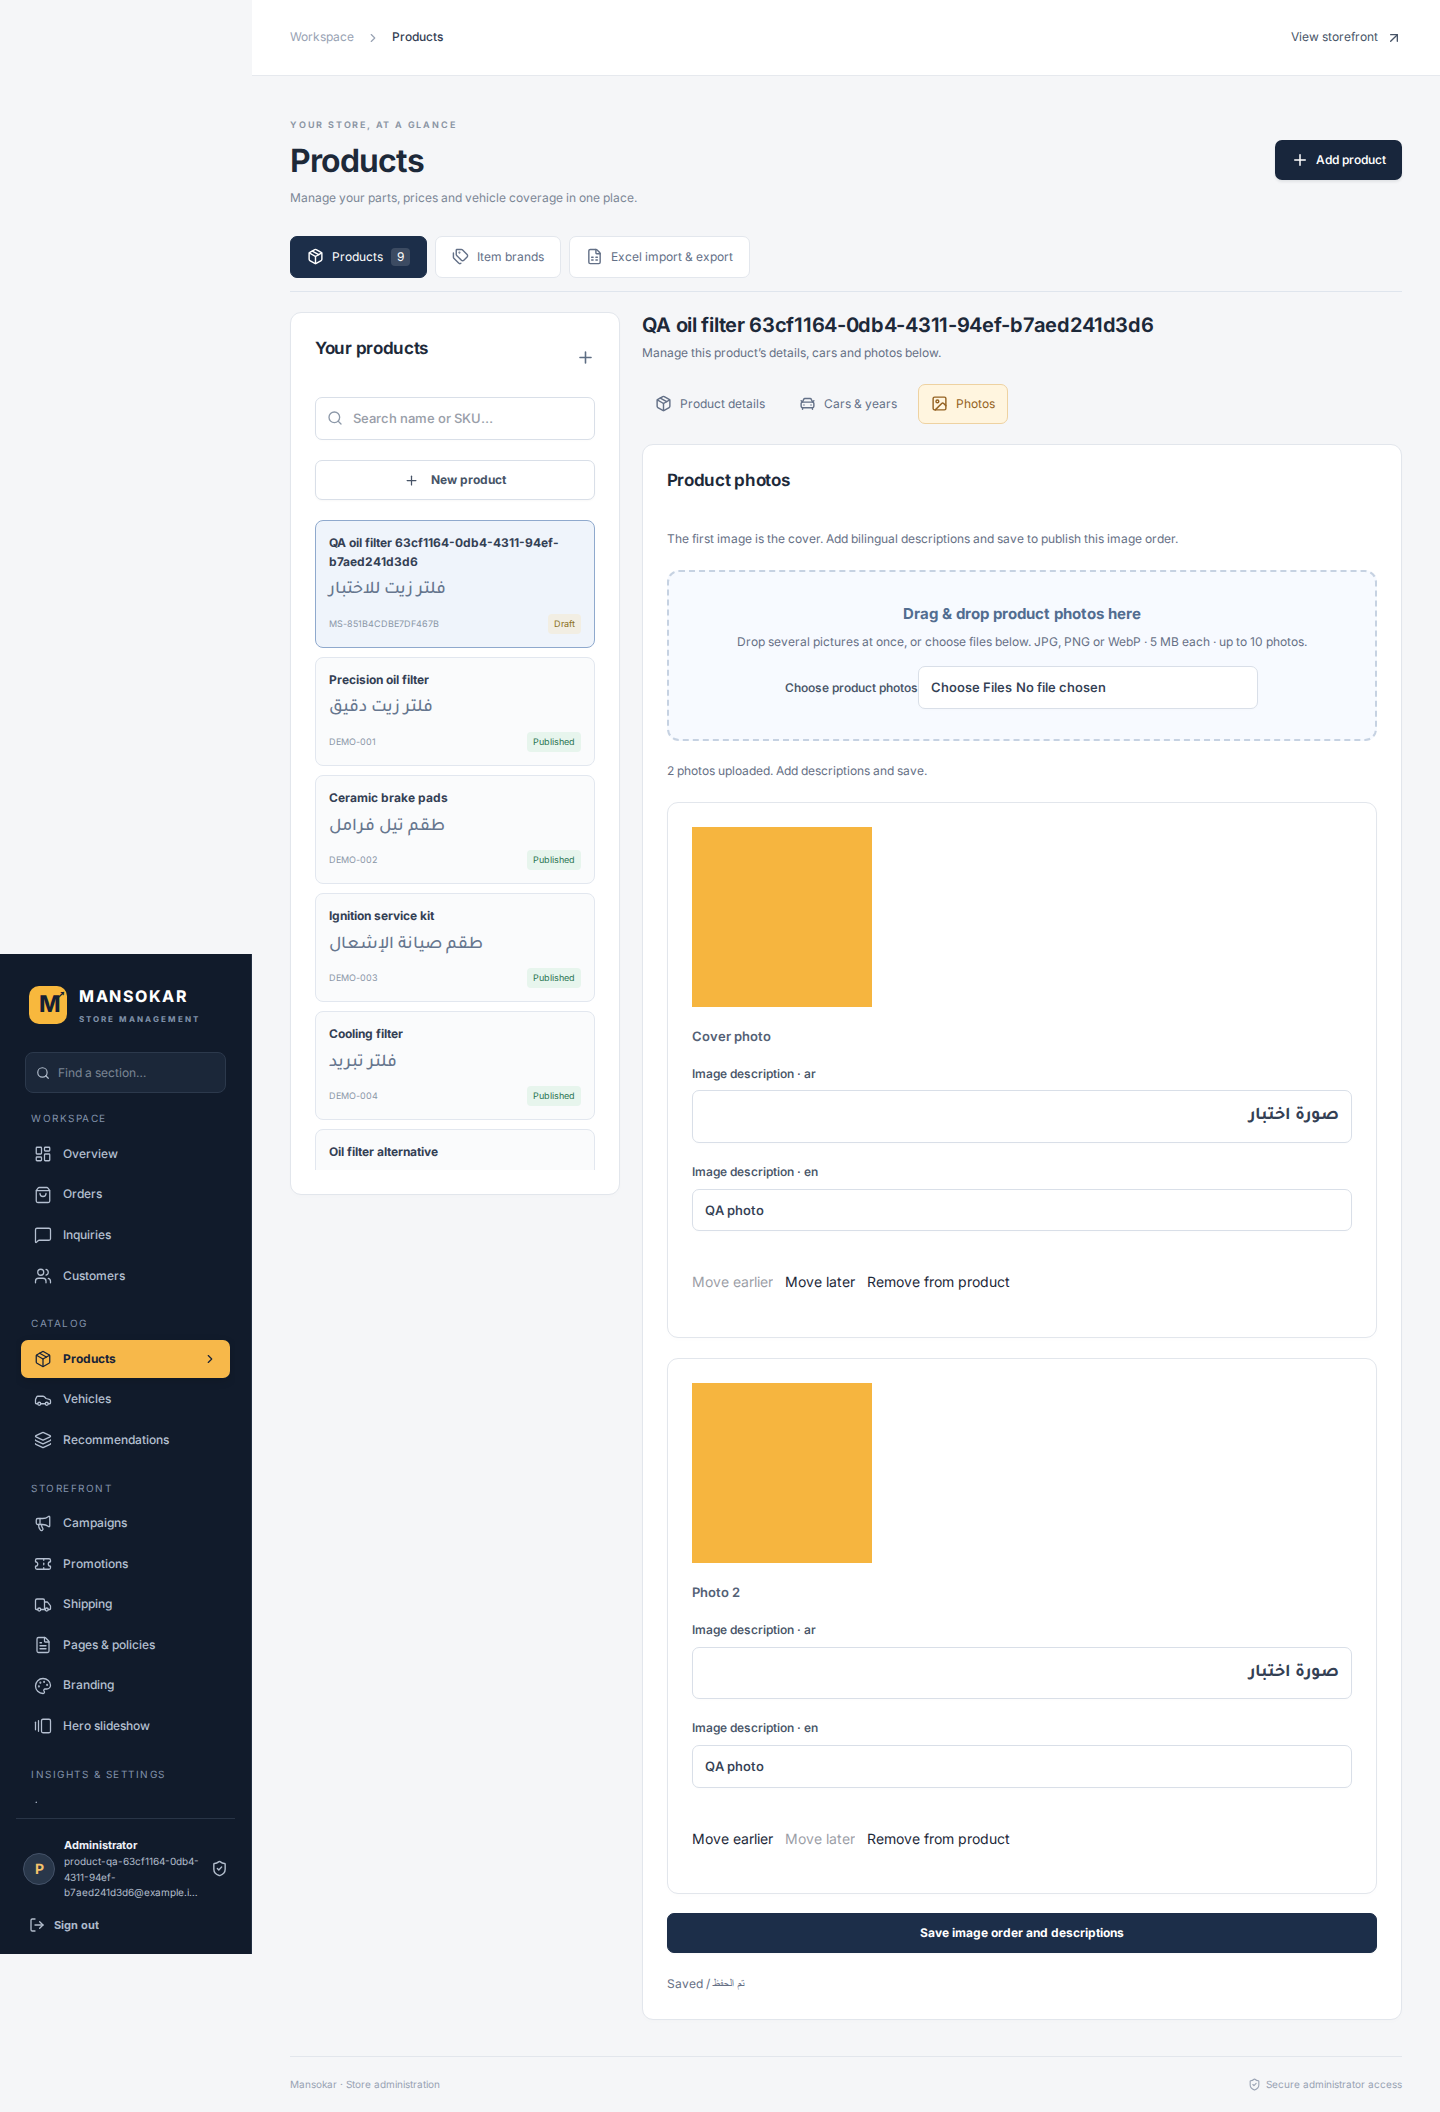 Workspace
Products
View storefront
YOUR STORE, AT A GLANCE
Products
Add product
Manage your parts, prices and vehicle coverage in one place.
Products 9
Item brands
Excel import & export
Your products
Search name or SKU...
New product
QA oil filter 63cf1164-0db4-4311-94ef-
b7aed241d3d6
فلتر زيت للاختبار
MS-851B4CDBE7DF467B
Draft
Precision oil filter
فلتر زيت دقيق
DEMO-001
Published
Ceramic brake pads
طقم تيل فرامل
DEMO-002
Published
Ignition service kit
طقم صيانة الإشعال
DEMO-003
Published
Cooling filter
فلتر تبريد
DEMO-004
Published
Oil filter alternative
QA oil filter 63cf1164-0db4-4311-94ef-b7aed241d3d6
Manage this product's details, cars and photos below.
Product details
Cars & years
Photos
Product photos
The first image is the cover. Add bilingual descriptions and save to publish this image order.
Drag & drop product photos here
Drop several pictures at once, or choose files below. JPG, PNG or WebP · 5 MB each · up to 10 photos.
Choose product photos
Choose Files No file chosen
2 photos uploaded. Add descriptions and save.
Cover photo
Image description · ar
صورة اختبار
Image description · en
QA photo
Move earlier
Move later
Remove from product
Photo 2
Image description · ar
صورة اختبار
Image description · en
QA photo
Move earlier
Move later
Remove from product
Save image order and descriptions
Saved / تم الحفظ
M
MANSOKAR
STORE MANAGEMENT
Find a section...
WORKSPACE
Overview
Orders
Inquiries
Customers
CATALOG
Products
Vehicles
Recommendations
STOREFRONT
Campaigns
Promotions
Shipping
Pages & policies
Branding
Hero slideshow
INSIGHTS & SETTINGS
P
Administrator
product-qa-63cf1164-0db4-
4311-94ef-
b7aed241d3d6@example.i...
Sign out
Mansokar · Store administration
Secure administrator access